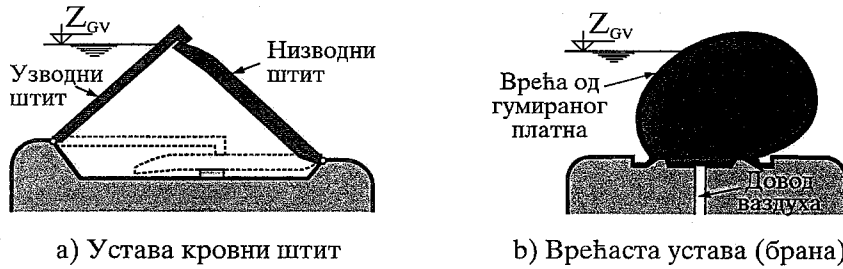 Z_GV
Узводни
штит
Низводни
штит
Z_GV
Врећа од
гумираног
платна
Довод
ваздуха
а) Устава кровни штит
b) Врећаста устава (брана)